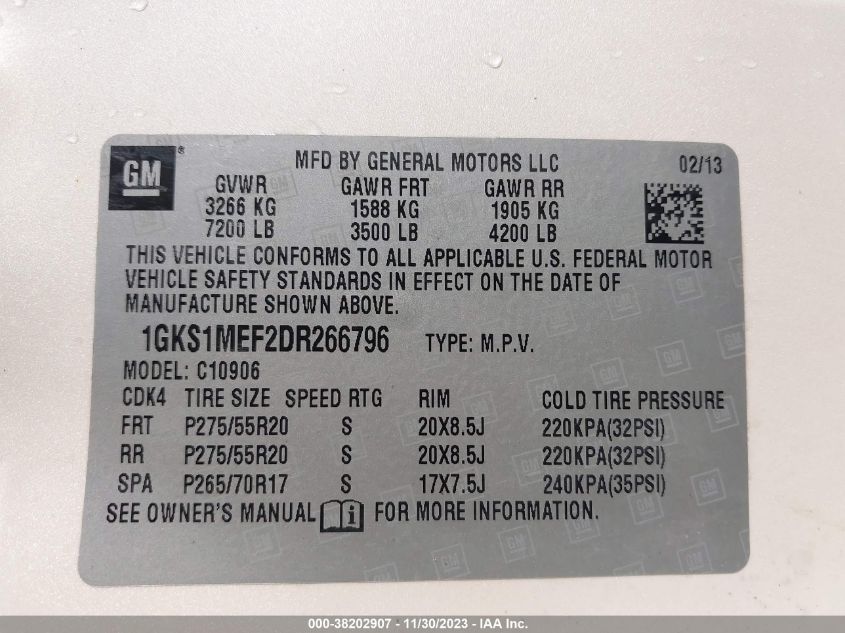 GM ® MFD BY GENERAL MOTORS LLC 02/13
GVWR GAWR FRT GAWR RR
3266 KG 1588 KG 1905 KG
7200 LB 3500 LB 4200 LB
THIS VEHICLE CONFORMS TO ALL APPLICABLE U.S. FEDERAL MOTOR
VEHICLE SAFETY STANDARDS IN EFFECT ON THE DATE OF
MANUFACTURE SHOWN ABOVE.
1GKS1MEF2DR266796 TYPE: M.P.V.
MODEL: C10906
CDK4 TIRE SIZE SPEED RTG RIM COLD TIRE PRESSURE
FRT P275/55R20 S 20X8.5J 220KPA(32PSI)
RR P275/55R20 S 20X8.5J 220KPA(32PSI)
SPA P265/70R17 S 17X7.5J 240KPA(35PSI)
SEE OWNER'S MANUAL i FOR MORE INFORMATION.
000-38202907 - 11/30/2023 - IAA Inc.